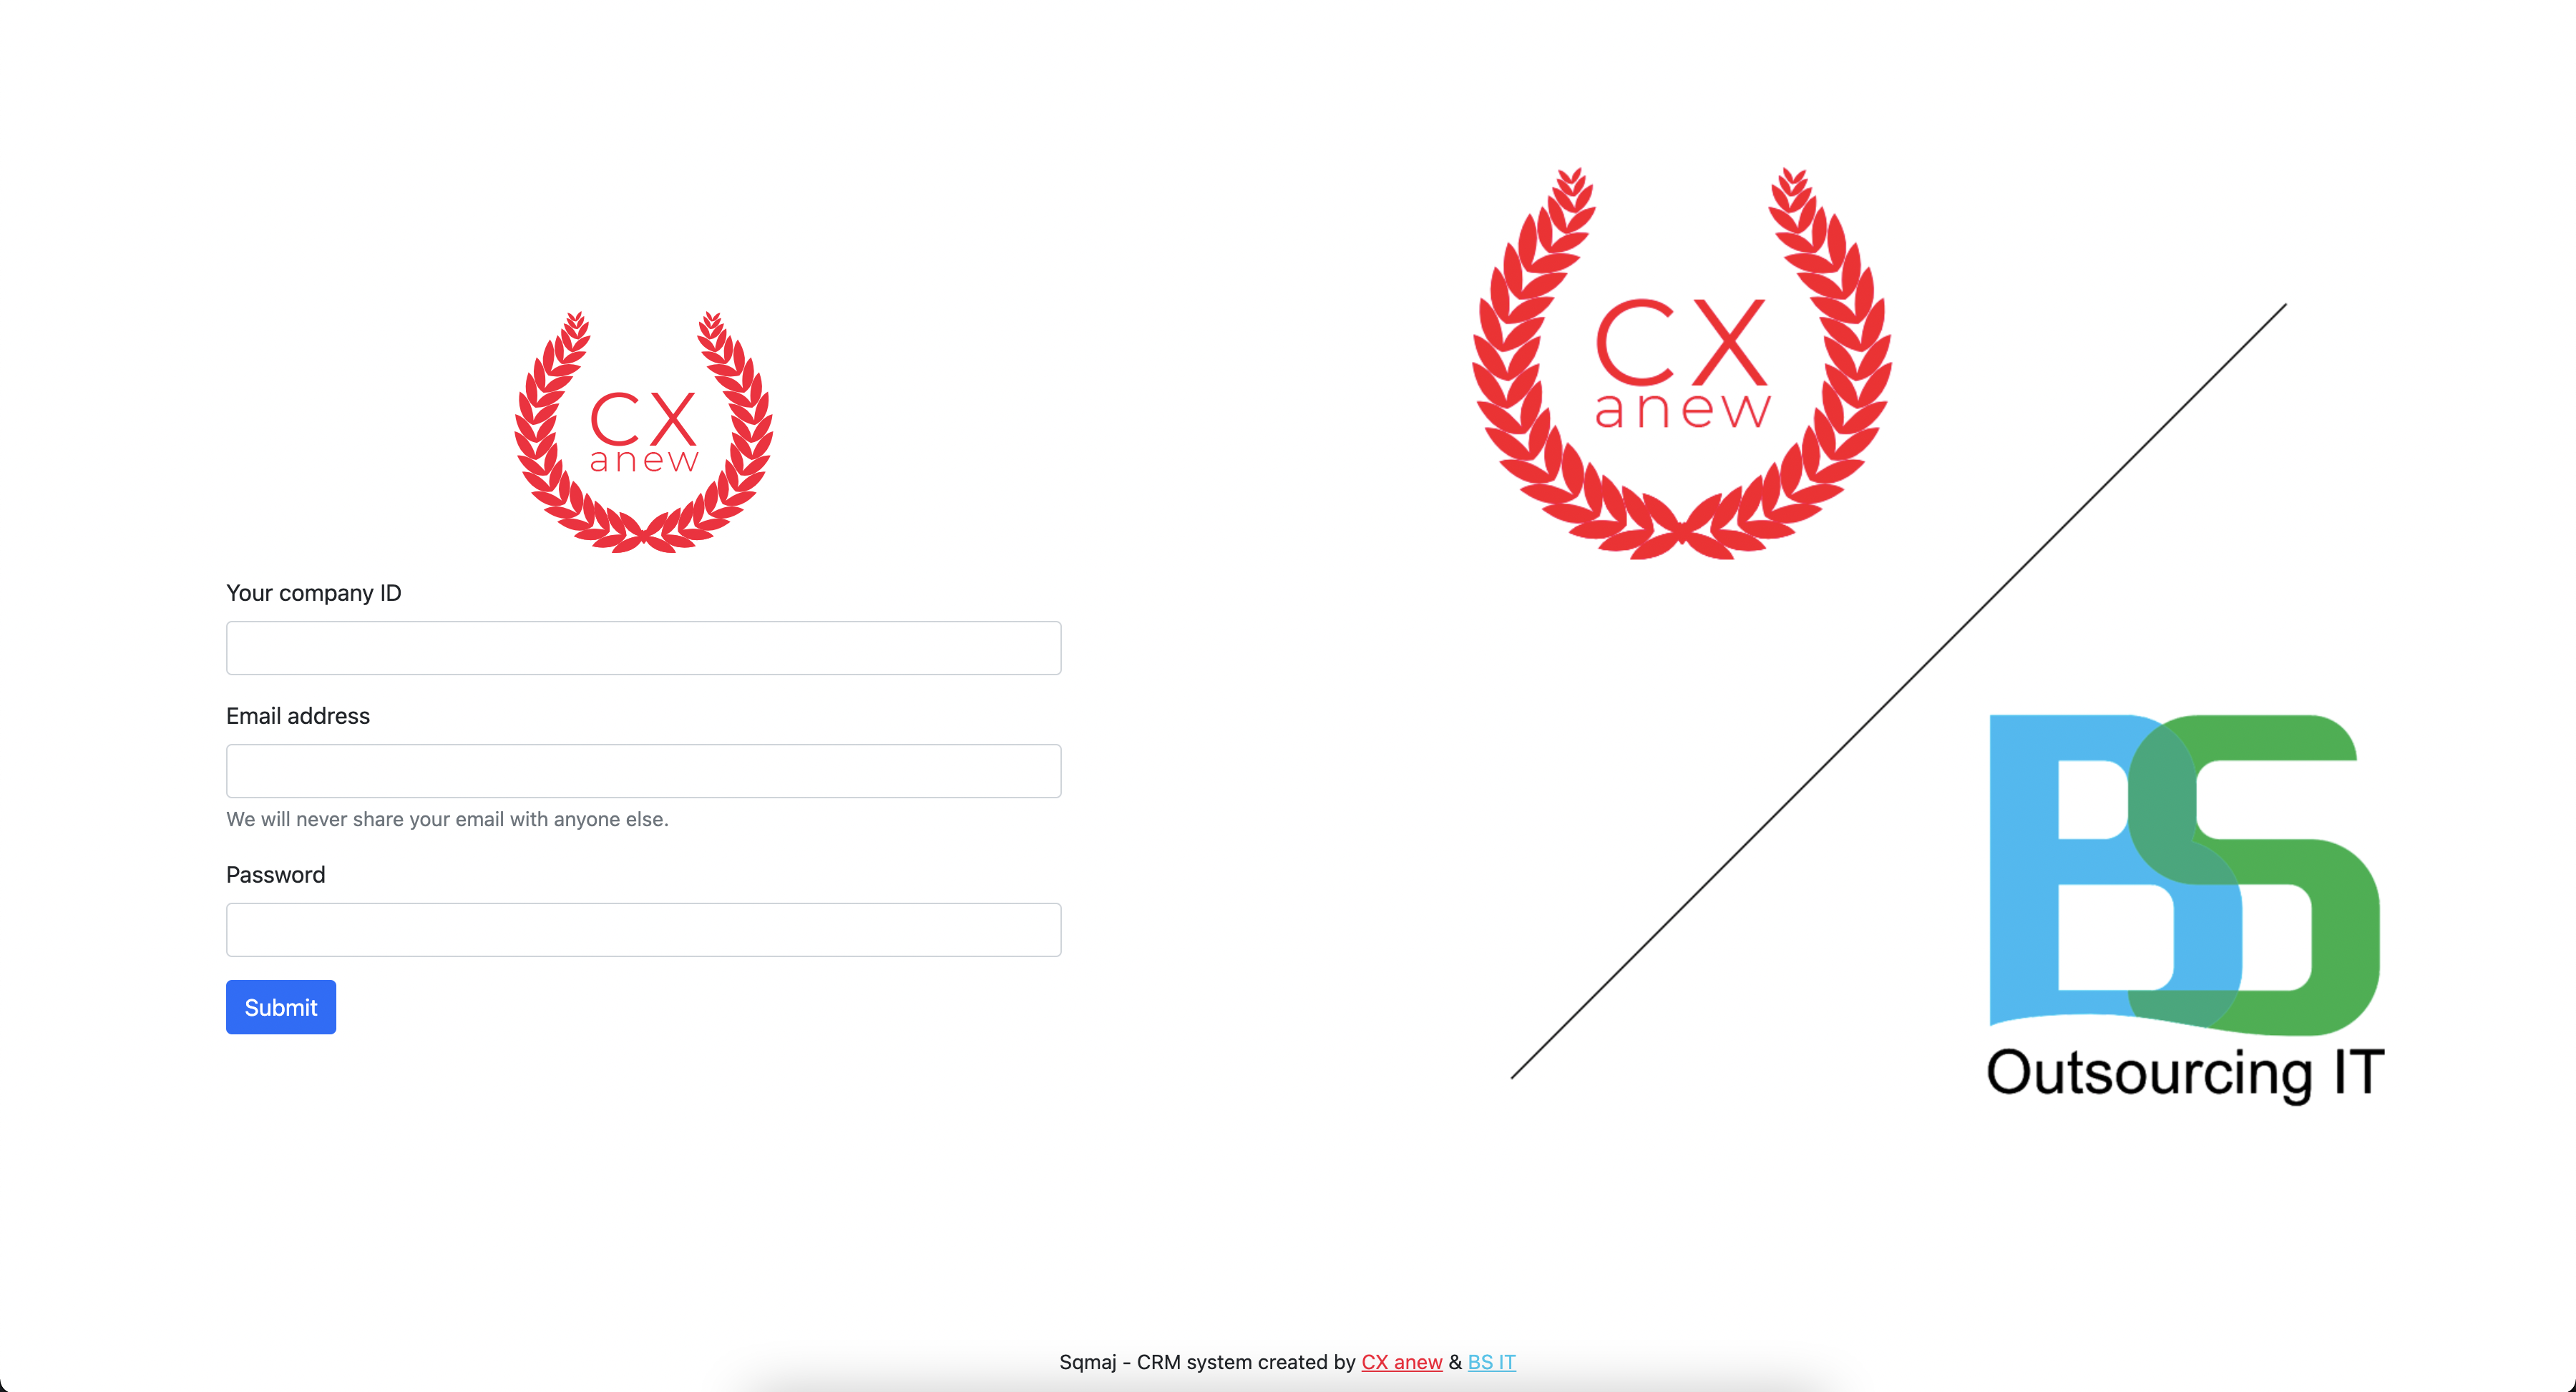 CX
anew
Your company ID
Email address
We will never share your email with anyone else.
Password
Submit
CX
anew
BS
Outsourcing IT
Sqmaj - CRM system created by CX anew & BS IT